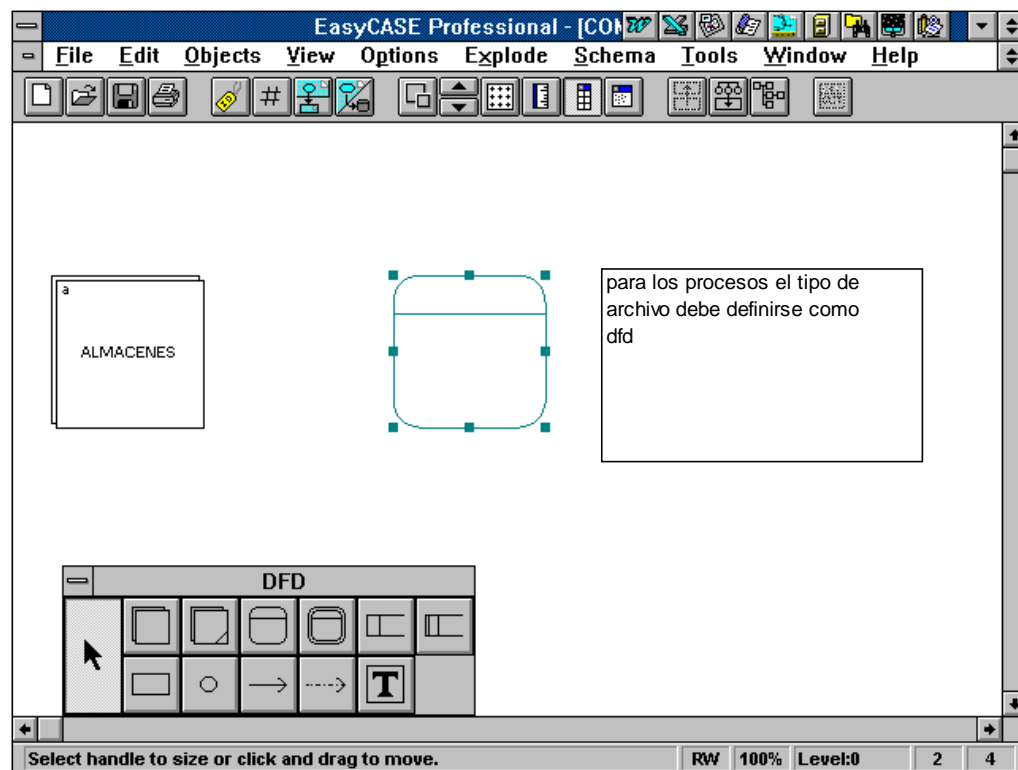 EasyCASE Professional - [CO
File Edit Objects View Options Explode Schema Tools Window Help
#
a
ALMACENES
para los procesos el tipo de
archivo debe definirse como
dfd
DFD
T
Select handle to size or click and drag to move. RW 100% Level:0 2 4